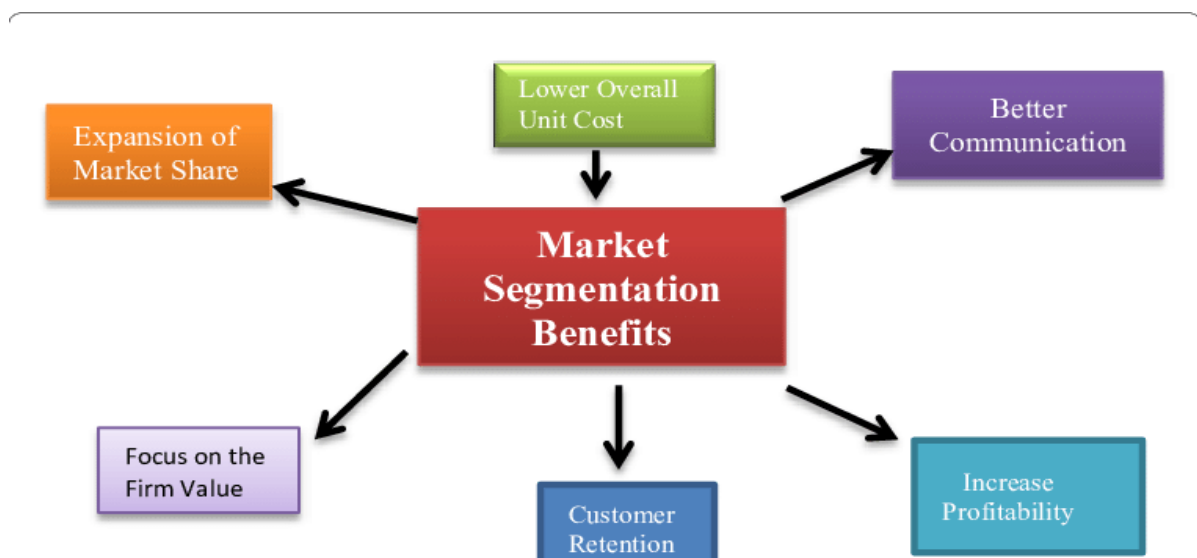 Lower Overall
Unit Cost
Expansion of
Market Share
Better
Communication
Market
Segmentation
Benefits
Focus on the
Firm Value
Customer
Retention
Increase
Profitability